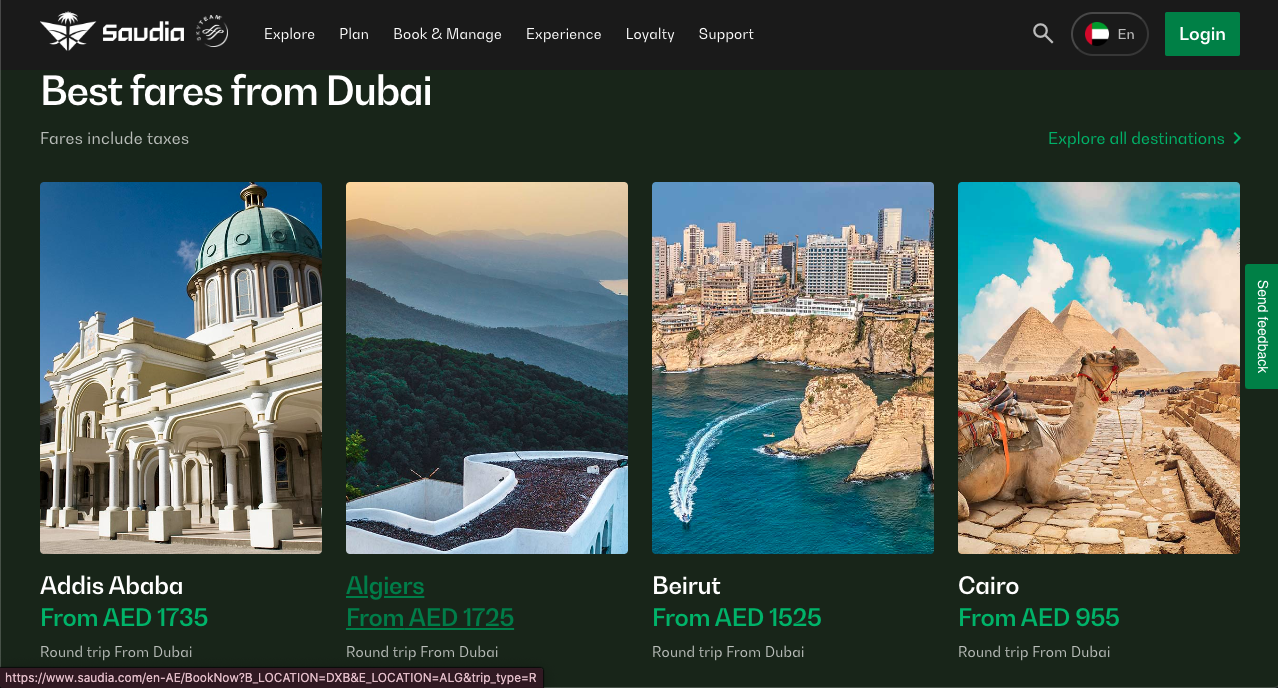 Saudia
SKYTEAM
Explore
Plan
Book & Manage
Experience
Loyalty
Support
En
Login
Best fares from Dubai
Fares include taxes
Explore all destinations
Send feedback
Addis Ababa
From AED 1735
Round trip From Dubai
Algiers
From AED 1725
Round trip From Dubai
Beirut
From AED 1525
Round trip From Dubai
Cairo
From AED 955
Round trip From Dubai
https://www.saudia.com/en-AE/BookNow?B_LOCATION=DXB&E_LOCATION=ALG&trip_type=R